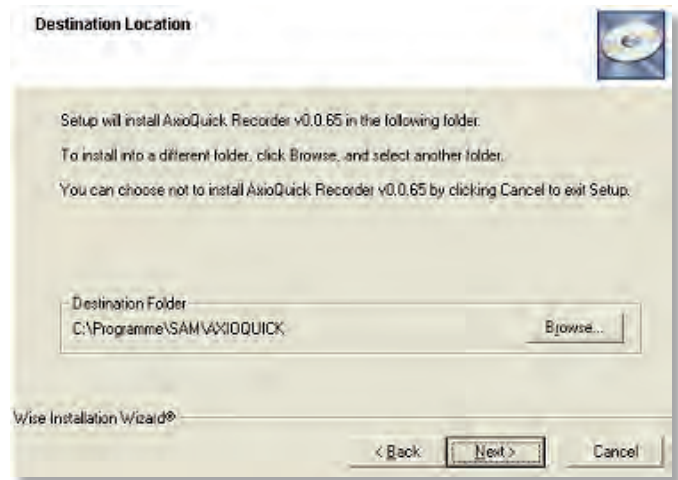 Destination Location
Setup will install AxioQuick Recorder v0.0.65 in the following folder.
To install into a different folder, click Browse, and select another folder.
You can choose not to install AxioQuick Recorder v0.0.65 by clicking Cancel to exit Setup.
Destination Folder
C:\Programme\SAM\AXIOQUICK
Browse...
Wise Installation Wizard®
< Back Next > Cancel